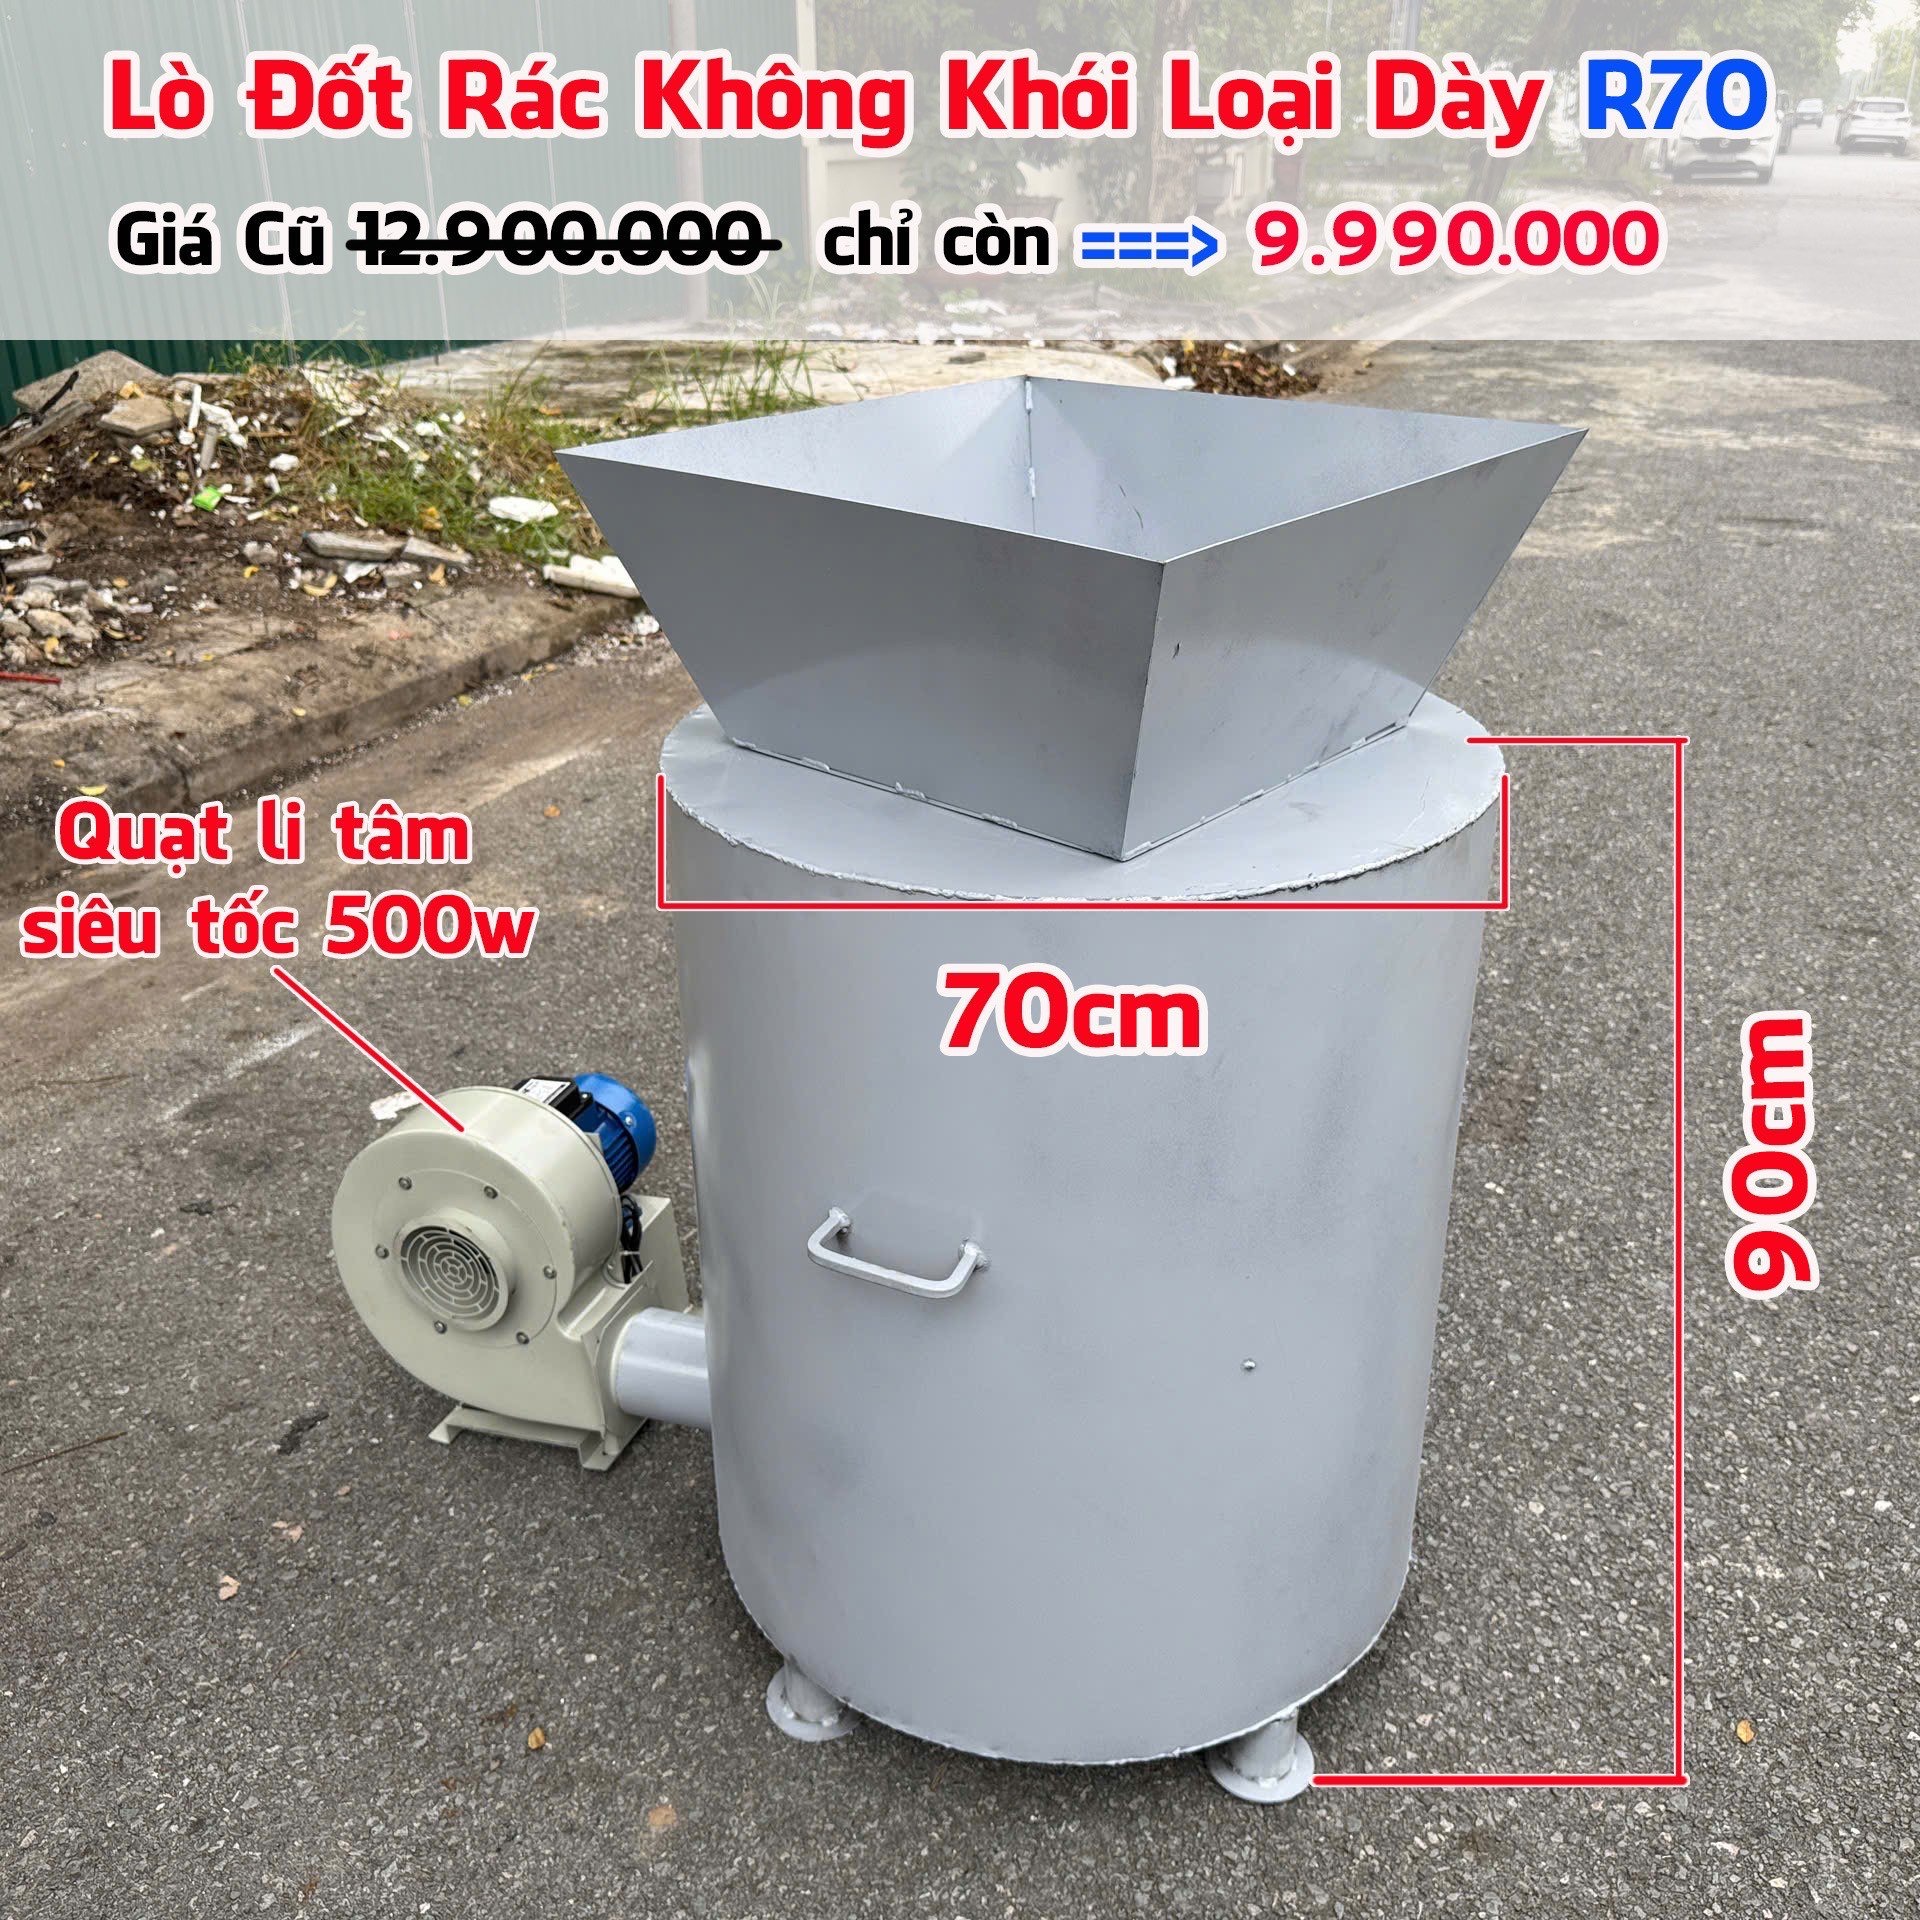 Lò Đốt Rác Không Khói Loại Dày R70
Giá Cũ 12.900.000 chỉ còn ===> 9.990.000
Quạt li tâm
siêu tốc 500w
70cm
90cm